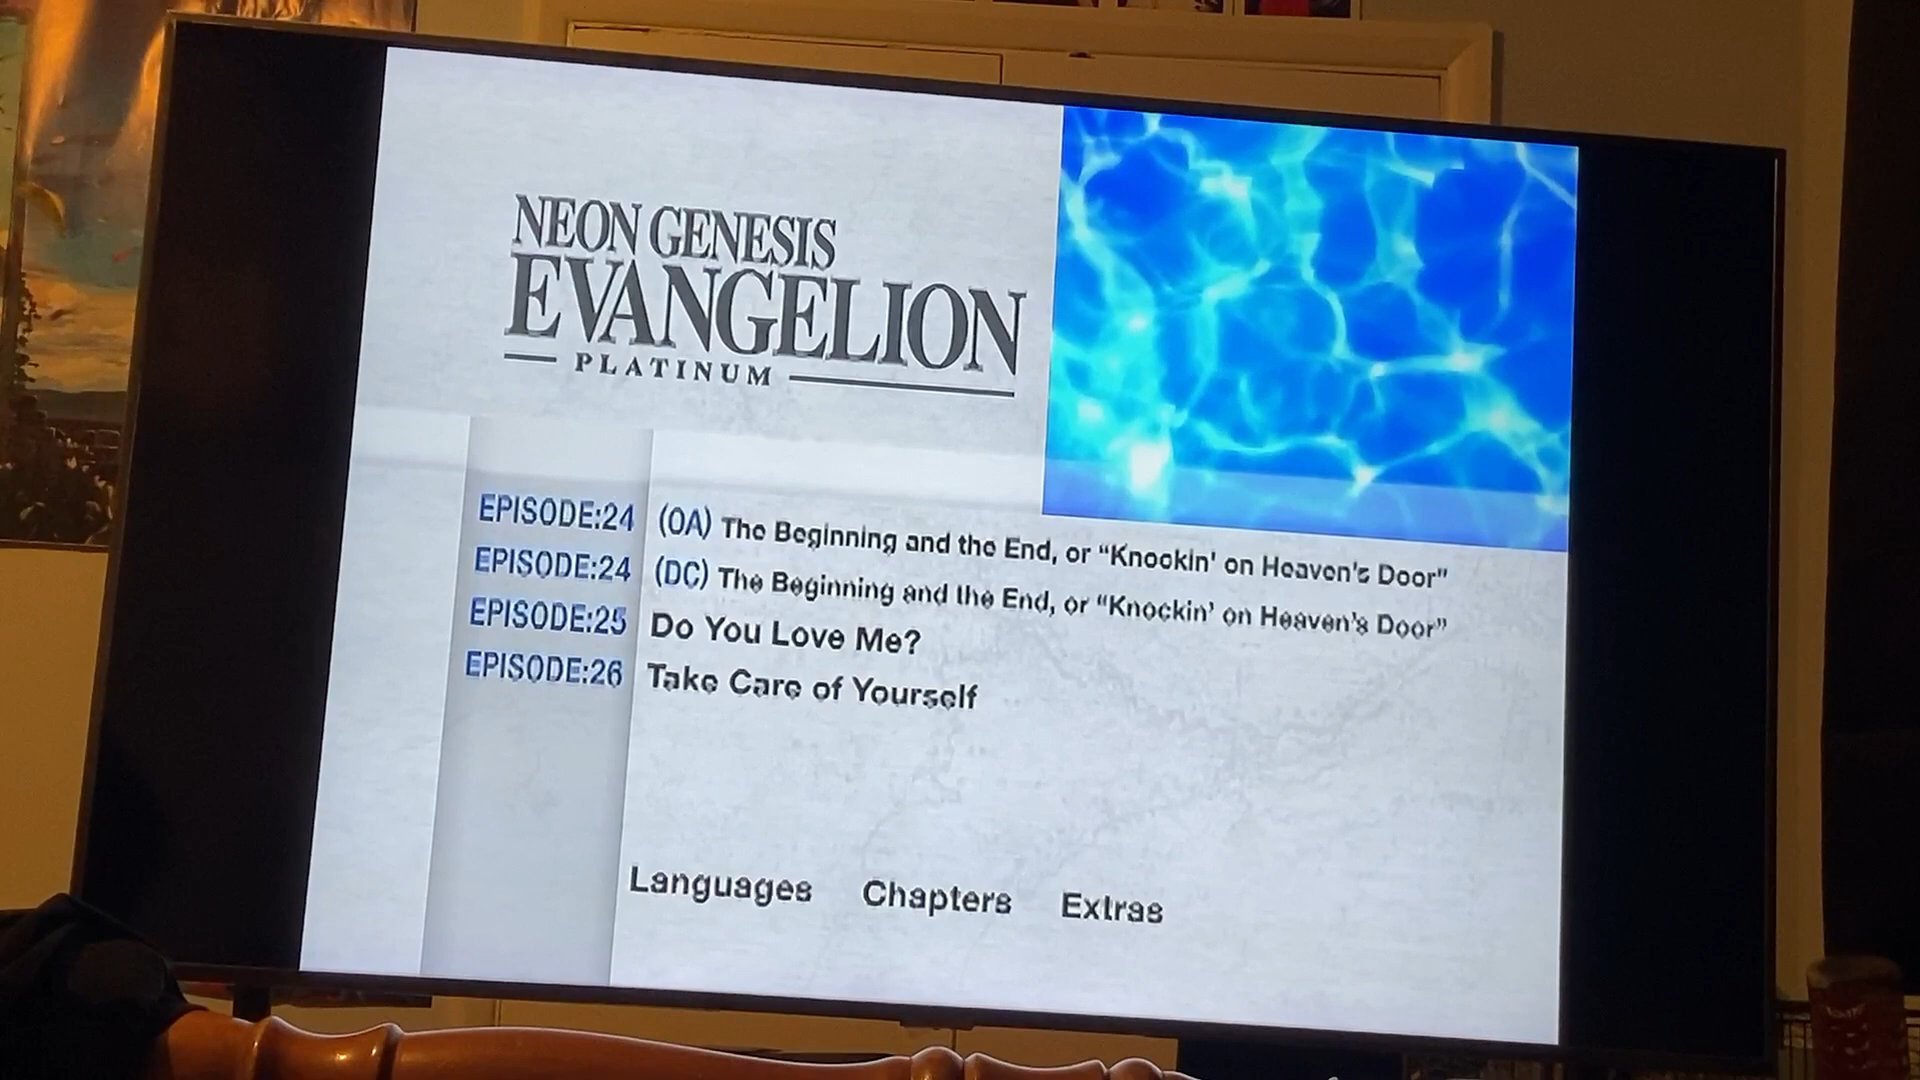 NEON GENESIS
EVANGELION
PLATINUM
EPISODE:24 (OA) The Beginning and the End, or “Knockin' on Heaven's Door”
EPISODE:24 (DC) The Beginning and the End, or “Knockin’ on Heaven’s Door”
EPISODE:25 Do You Love Me?
EPISODE:26 Take Care of Yourself
Languages Chapters Extras